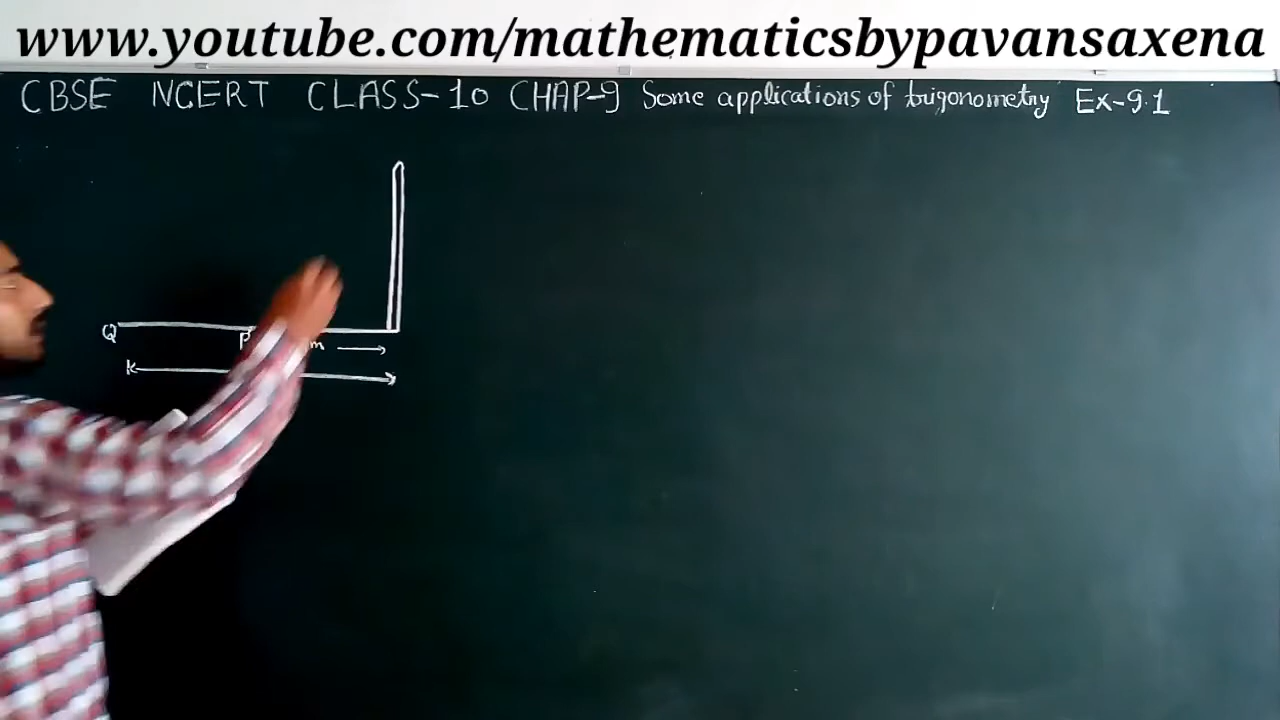 www.youtube.com/mathematicsbypavansaxena
CBSE NCERT CLASS-10 CHAP-9 Some applications of trigonometry Ex-9.1
Q P m